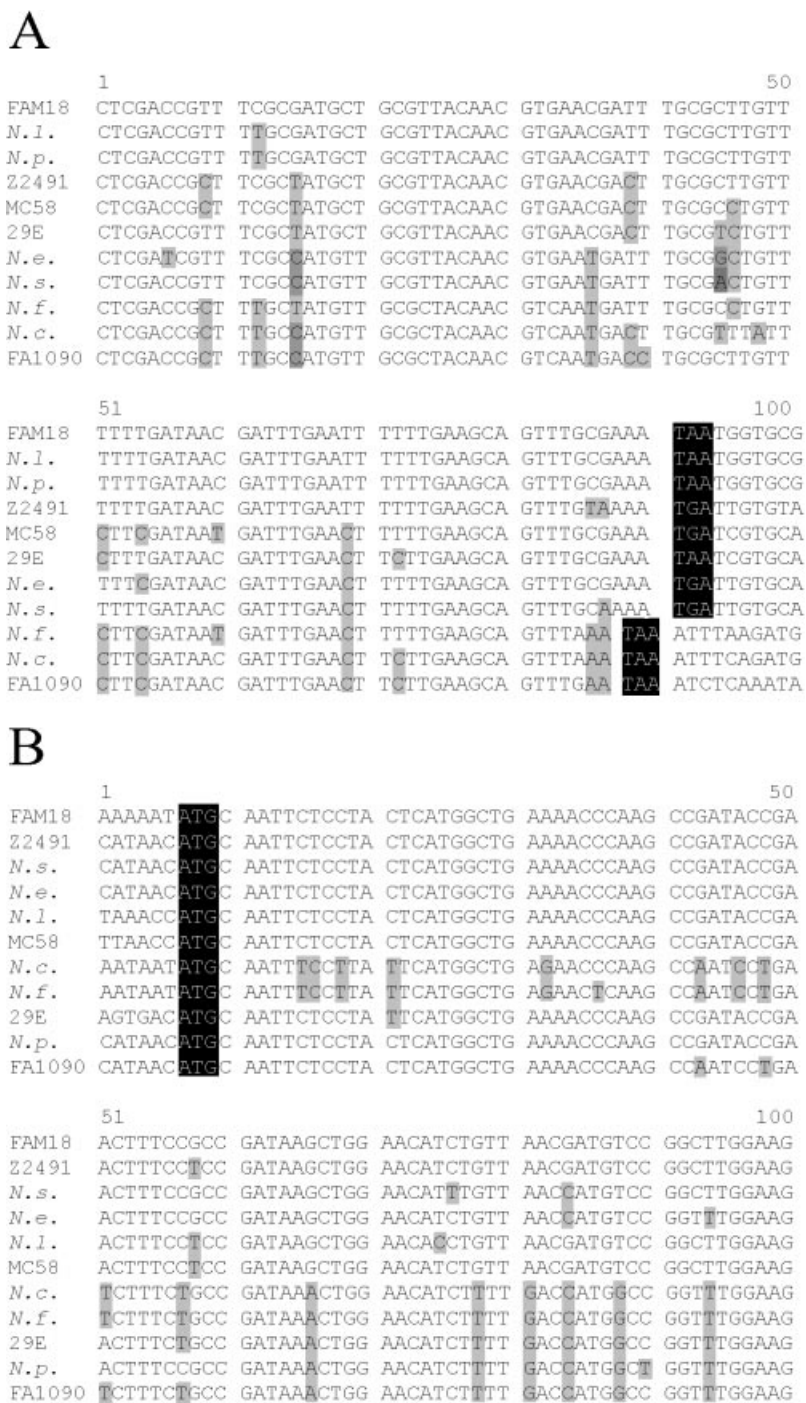 A
1 50
FAM18 CTCGACCGTT TCGCGATGCT GCGTTACAAC GTGAACGATT TGCGCTTGTT
N.l. CTCGACCGTT TTGCGATGCT GCGTTACAAC GTGAACGATT TGCGCTTGTT
N.p. CTCGACCGTT TTGCGATGCT GCGTTACAAC GTGAACGATT TGCGCTTGTT
Z2491 CTCGACCGCT TCGCTATGCT GCGTTACAAC GTGAACGACT TGCGCTTGTT
MC58 CTCGACCGCT TCGCTATGCT GCGTTACAAC GTGAACGACT TGCGCCTGTT
29E CTCGACCGTT TCGCTATGCT GCGTTACAAC GTGAACGACT TGCGTCTGTT
N.e. CTCGATCGTT TCGCCATGTT GCGTTACAAC GTGAATGATT TGCGGCTGTT
N.s. CTCGACCGTT TCGCCATGTT GCGTTACAAC GTGAATGATT TGCGACTGTT
N.f. CTCGACCGCT TTGCTATGTT GCGCTACAAC GTCAATGATT TGCGCCTGTT
N.c. CTCGACCGCT TTGCCATGTT GCGTTACAAC GTCAATGACT TGCGTTTATT
FA1090 CTCGACCGCT TTGCCATGTT GCGCTACAAC GTCAATGACC TGCGCTTGTT
51 100
FAM18 TTTTGATAAC GATTTGAATT TTTTGAAGCA GTTTGCGAAA TAATGGTGCG
N.l. TTTTGATAAC GATTTGAATT TTTTGAAGCA GTTTGCGAAA TAATGGTGCG
N.p. TTTTGATAAC GATTTGAATT TTTTGAAGCA GTTTGCGAAA TAATGGTGCG
Z2491 TTTTGATAAC GATTTGAATT TTTTGAAGCA GTTTGTAAAA TGATTGTGTA
MC58 CTTCGATAAT GATTTGAACT TTTTGAAGCA GTTTGCGAAA TGATCGTGCA
29E CTTTGATAAC GATTTGAACT TCTTGAAGCA GTTTGCGAAA TAATCGTGCA
N.e. TTTCGATAAC GATTTGAACT TTTTGAAGCA GTTTGCGAAA TGATTGTGCA
N.s. TTTTGATAAC GATTTGAACT TTTTGAAGCA GTTTGCAAAA TGATTGTGCA
N.f. CTTCGATAAT GATTTGAACT TTTTGAAGCA GTTTAAA TAA ATTTAAGATG
N.c. CTTCGATAAC GATTTGAACT TCTTGAAGCA GTTTAAA TAA ATTTCAGATG
FA1090 CTTCGATAAC GATTTGAACT TCTTGAAGCA GTTTGAA TAA ATCTCAAATA
B
1 50
FAM18 AAAAATATGC AATTCTCCTA CTCATGGCTG AAAACCCAAG CCGATACCGA
Z2491 CATAACATGC AATTCTCCTA CTCATGGCTG AAAACCCAAG CCGATACCGA
N.s. CATAACATGC AATTCTCCTA CTCATGGCTG AAAACCCAAG CCGATACCGA
N.e. CATAACATGC AATTCTCCTA CTCATGGCTG AAAACCCAAG CCGATACCGA
N.l. TAAACCATGC AATTCTCCTA CTCATGGCTG AAAACCCAAG CCGATACCGA
MC58 TTAACCATGC AATTCTCCTA CTCATGGCTG AAAACCCAAG CCGATACCGA
N.c. AATAATATGC AATTTCCTTA TTCATGGCTG AGAACCCAAG CCAATCCTGA
N.f. AATAATATGC AATTTCCTTA TTCATGGCTG AGAACTCAAG CCAATCCTGA
29E AGTGACATGC AATTCTCCTA TTCATGGCTG AAAACCCAAG CCGATACCGA
N.p. CATAACATGC AATTCTCCTA CTCATGGCTG AAAACCCAAG CCGATACCGA
FA1090 CATAACATGC AATTCTCCTA CTCATGGCTG AAAACCCAAG CCAATCCTGA
51 100
FAM18 ACTTTCCGCC GATAAGCTGG AACATCTGTT AACGATGTCC GGCTTGGAAG
Z2491 ACTTTCCTCC GATAAGCTGG AACATCTGTT AACGATGTCC GGCTTGGAAG
N.s. ACTTTCCGCC GATAAGCTGG AACATTTGTT AACCATGTCC GGCTTGGAAG
N.e. ACTTTCCGCC GATAAGCTGG AACATCTGTT AACCATGTCC GGTTTGGAAG
N.l. ACTTTCCTCC GATAAGCTGG AACACCTGTT AACGATGTCC GGCTTGGAAG
MC58 ACTTTCCTCC GATAAGCTGG AACATCTGTT AACGATGTCC GGCTTGGAAG
N.c. TCTTTCTGCC GATAAACTGG AACATCTTTT GACCATGGCC GGTTTGGAAG
N.f. TCTTTCTGCC GATAAACTGG AACATCTTTT GACCATGGCC GGTTTGGAAG
29E ACTTTCTGCC GATAAACTGG AACATCTTTT GACCATGGCC GGTTTGGAAG
N.p. ACTTTCCGCC GATAAACTGG AACATCTTTT GACCATGGCT GGTTTGGAAG
FA1090 TCTTTCTGCC GATAAACTGG AACATCTTTT GACCATGGCC GGTTTGGAAG